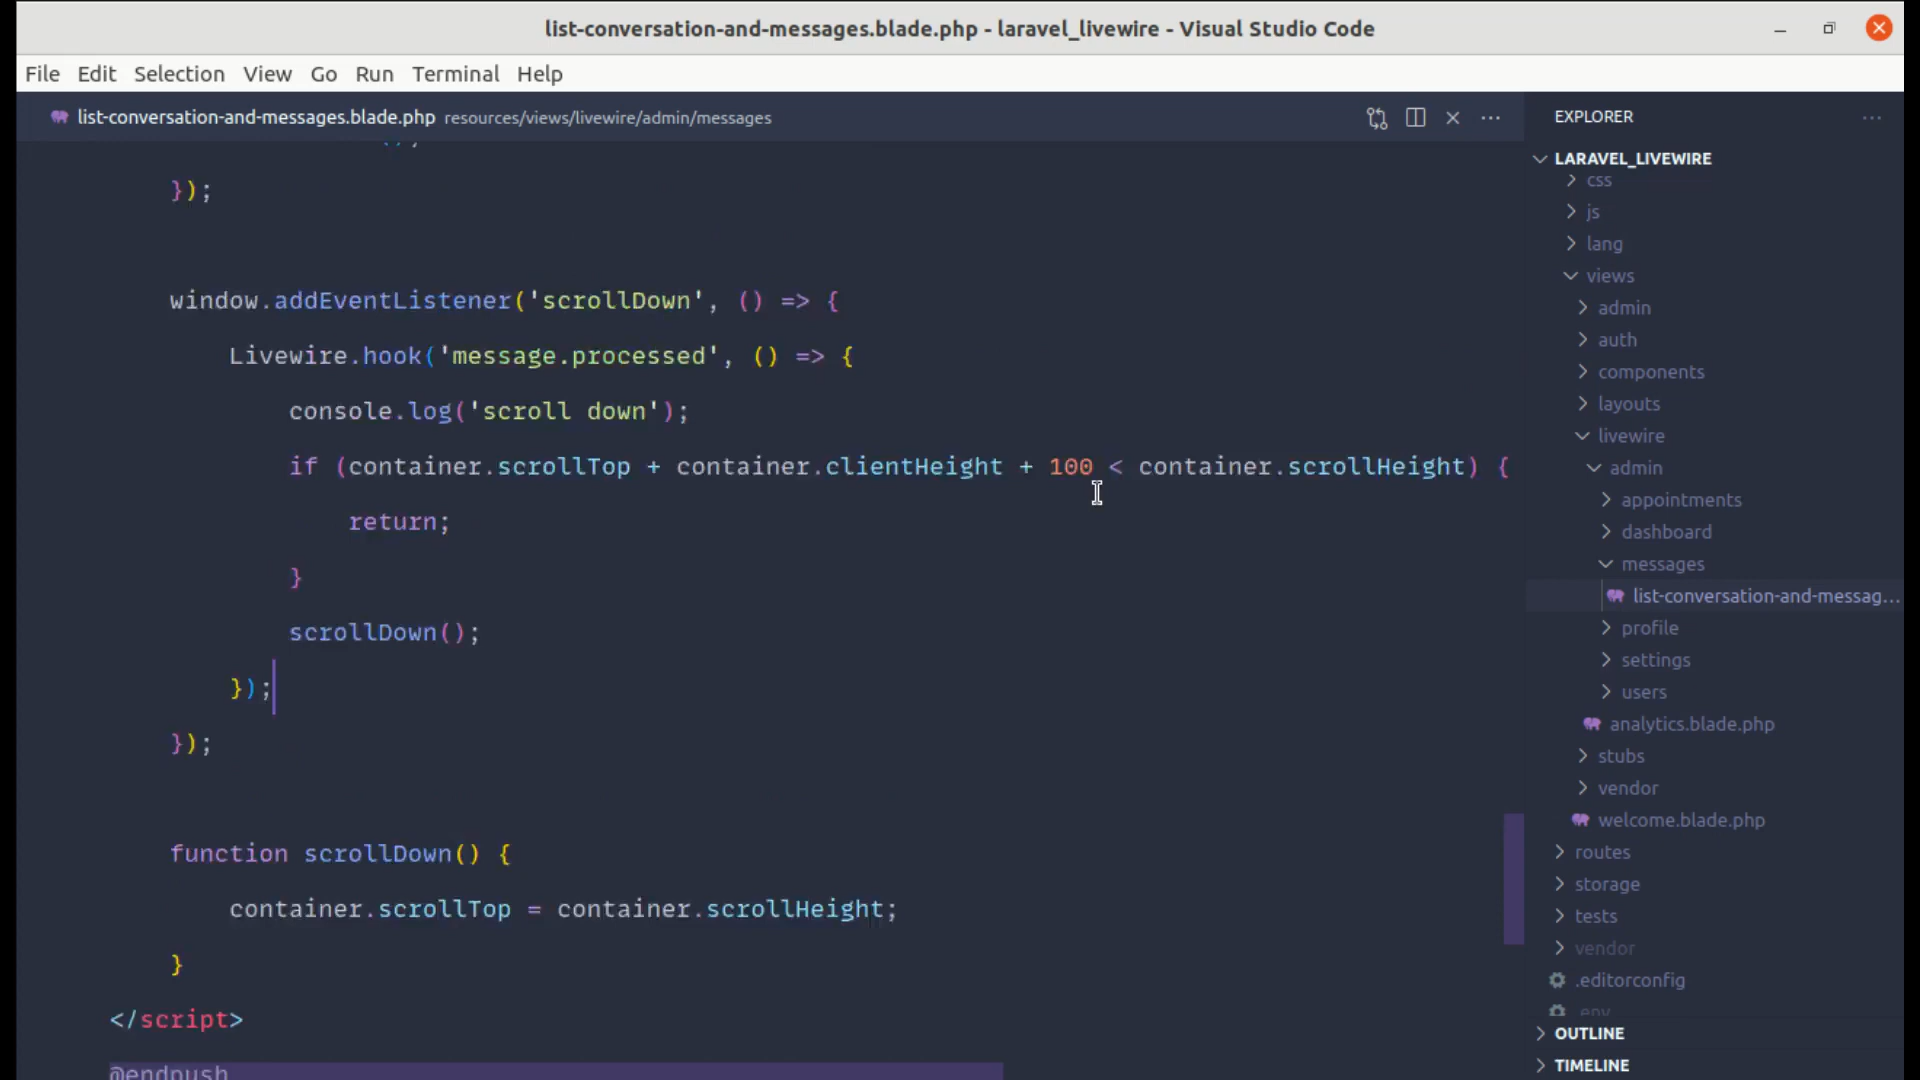 list-conversation-and-messages.blade.php - laravel_livewire - Visual Studio Code
File Edit Selection View Go Run Terminal Help
list-conversation-and-messages.blade.php resources/views/livewire/admin/messages
});
window.addEventListener('scrollDown', () => {
Livewire.hook('message.processed', () => {
console.log('scroll down');
if (container.scrollTop + container.clientHeight + 100 < container.scrollHeight) {
return;
}
scrollDown();
});
});
function scrollDown() {
container.scrollTop = container.scrollHeight;
}
</script>
@endpush
EXPLORER
LARAVEL_LIVEWIRE
css
js
lang
views
admin
auth
components
layouts
livewire
admin
appointments
dashboard
messages
list-conversation-and-messag...
profile
settings
users
analytics.blade.php
stubs
vendor
welcome.blade.php
routes
storage
tests
vendor
.editorconfig
.env
OUTLINE
TIMELINE